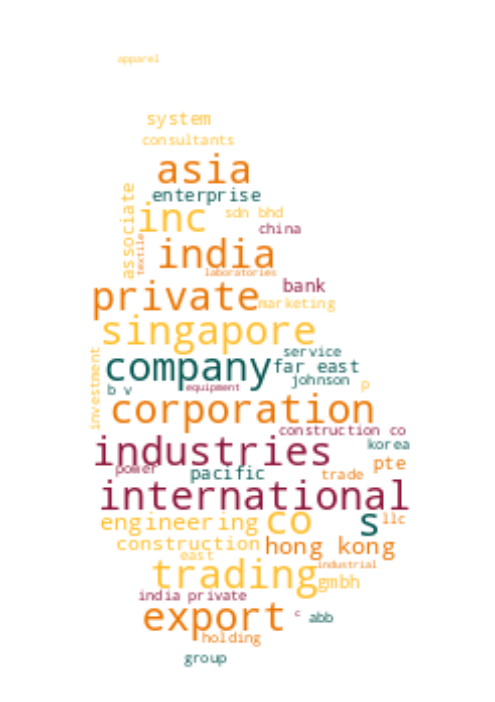 apparel
system
consultants
asia
enterprise
associate
inc
sdn bhd
china
textile
india
laboratories
bank
private
marketing
singapore
service
company
far east
johnson
investment
b v
equipment
p
corporation
construction co
industries
korea
power
pacific
trade
pte
international
engineering
co
s
llc
construction
hong kong
east
trading
industrial
gmbh
india private
export
c
abb
holding
group